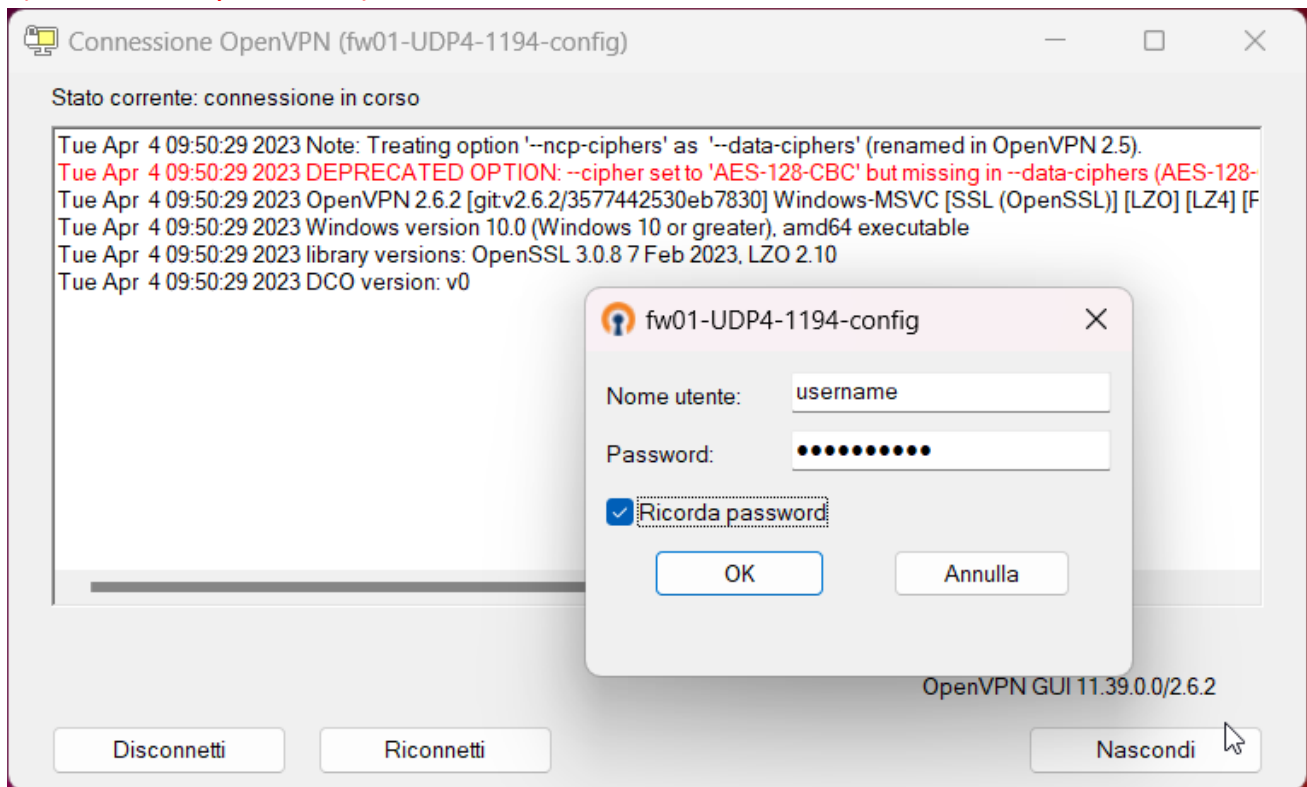 Connessione OpenVPN (fw01-UDP4-1194-config)
Stato corrente: connessione in corso
Tue Apr 4 09:50:29 2023 Note: Treating option '--ncp-ciphers' as '--data-ciphers' (renamed in OpenVPN 2.5).
Tue Apr 4 09:50:29 2023 DEPRECATED OPTION: --cipher set to 'AES-128-CBC' but missing in --data-ciphers (AES-128-
Tue Apr 4 09:50:29 2023 OpenVPN 2.6.2 [git:v2.6.2/3577442530eb7830] Windows-MSVC [SSL (OpenSSL)] [LZO] [LZ4] [F
Tue Apr 4 09:50:29 2023 Windows version 10.0 (Windows 10 or greater), amd64 executable
Tue Apr 4 09:50:29 2023 library versions: OpenSSL 3.0.8 7 Feb 2023, LZO 2.10
Tue Apr 4 09:50:29 2023 DCO version: v0
fw01-UDP4-1194-config
Nome utente: username
Password: ••••••••••
Ricorda password
OK Annulla
OpenVPN GUI 11.39.0.0/2.6.2
Disconnetti Riconnetti Nascondi